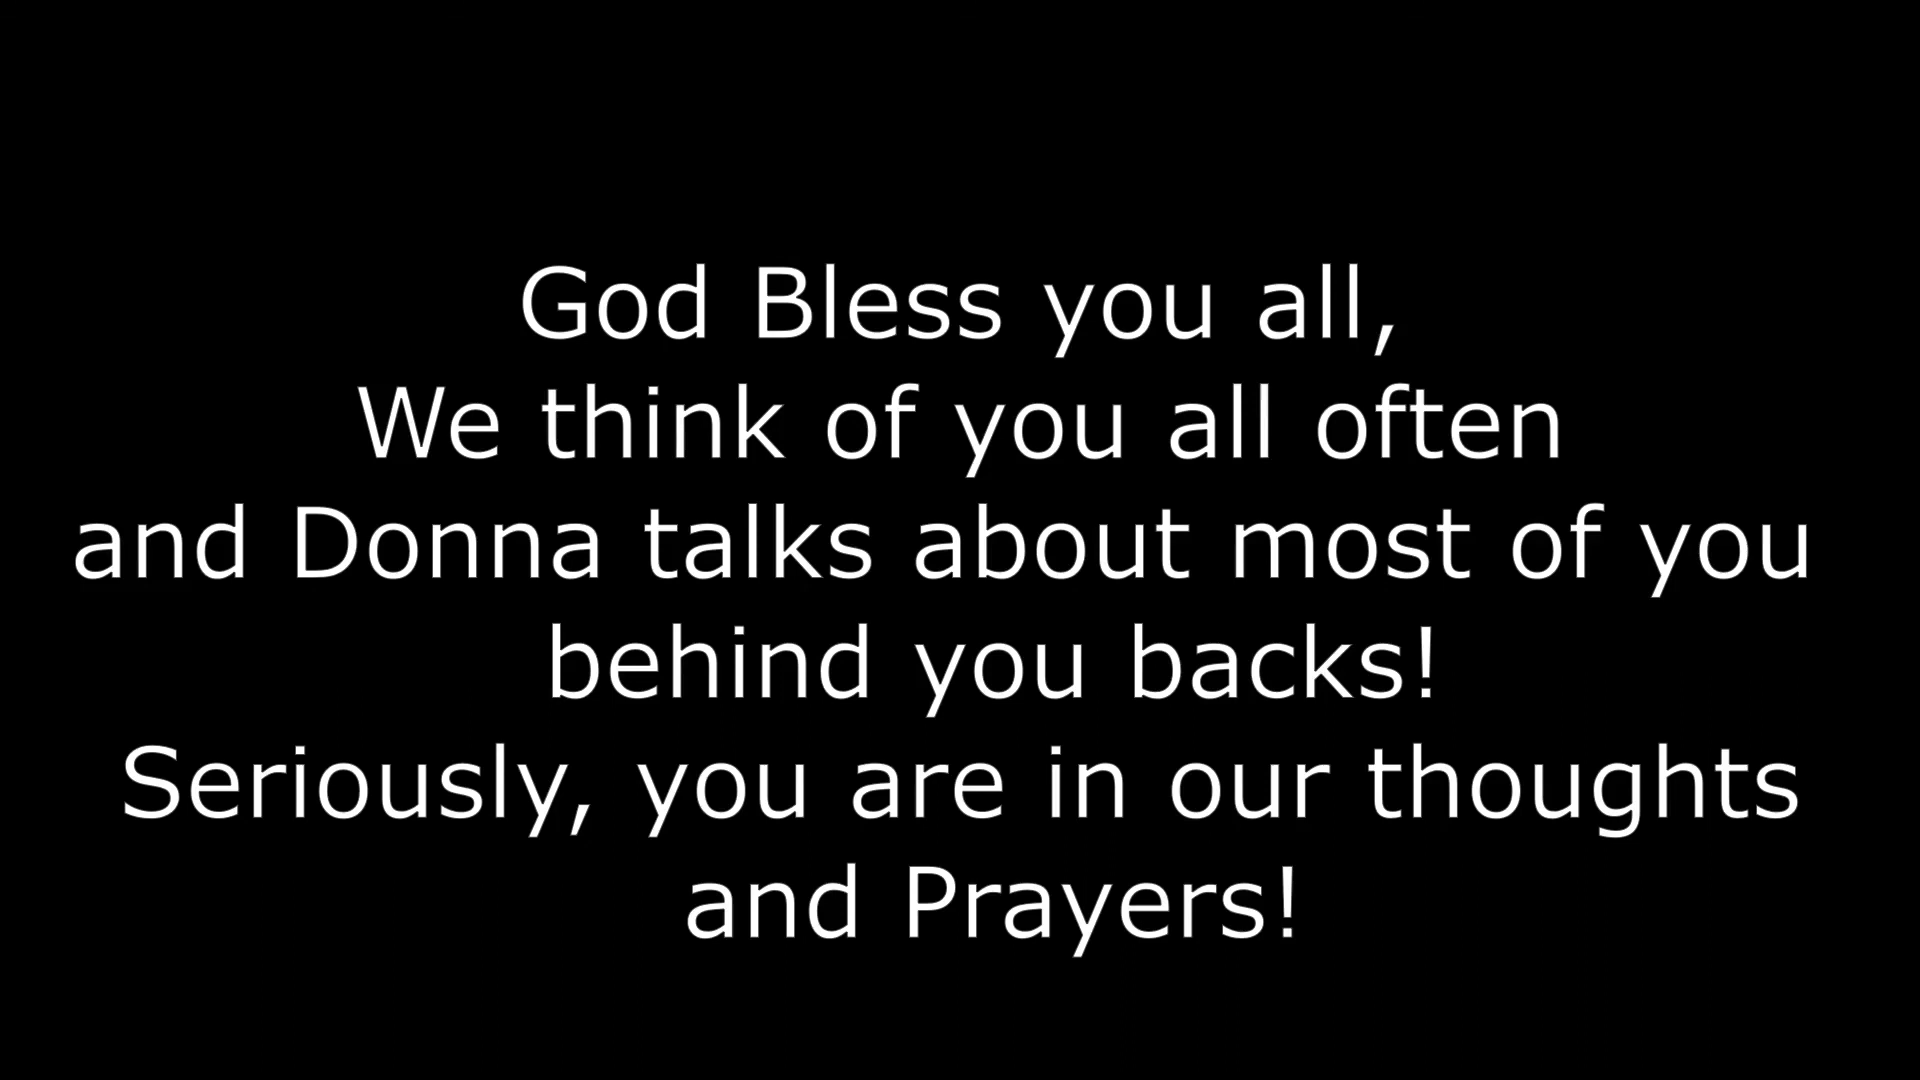 God Bless you all,
We think of you all often
and Donna talks about most of you
behind you backs!
Seriously, you are in our thoughts
and Prayers!